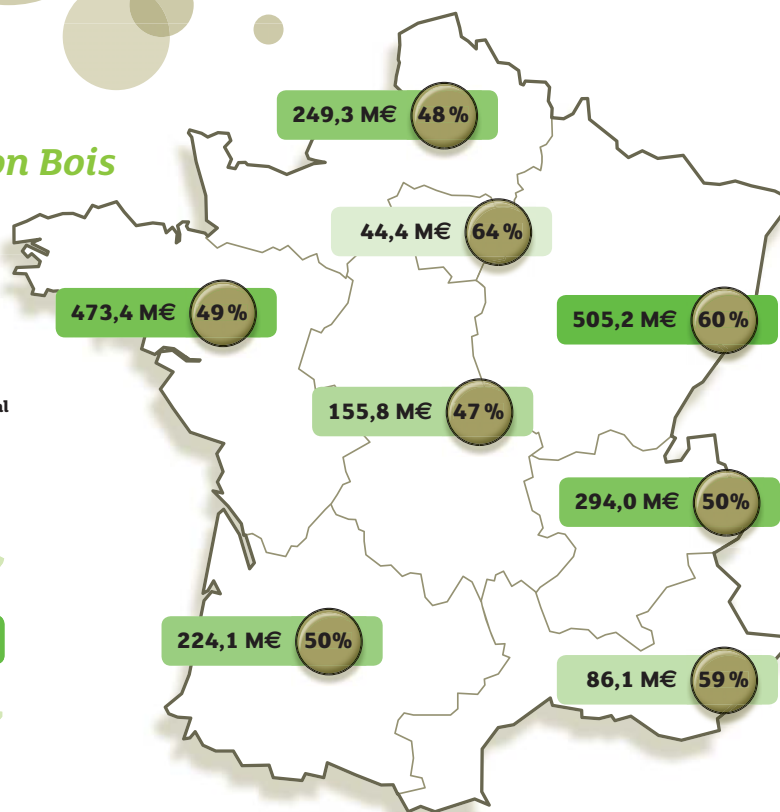 249,3 M€ 48 %
on Bois
44,4 M€ 64 %
473,4 M€ 49 %
505,2 M€ 60 %
155,8 M€ 47 %
al
294,0 M€ 50%
224,1 M€ 50%
86,1 M€ 59 %